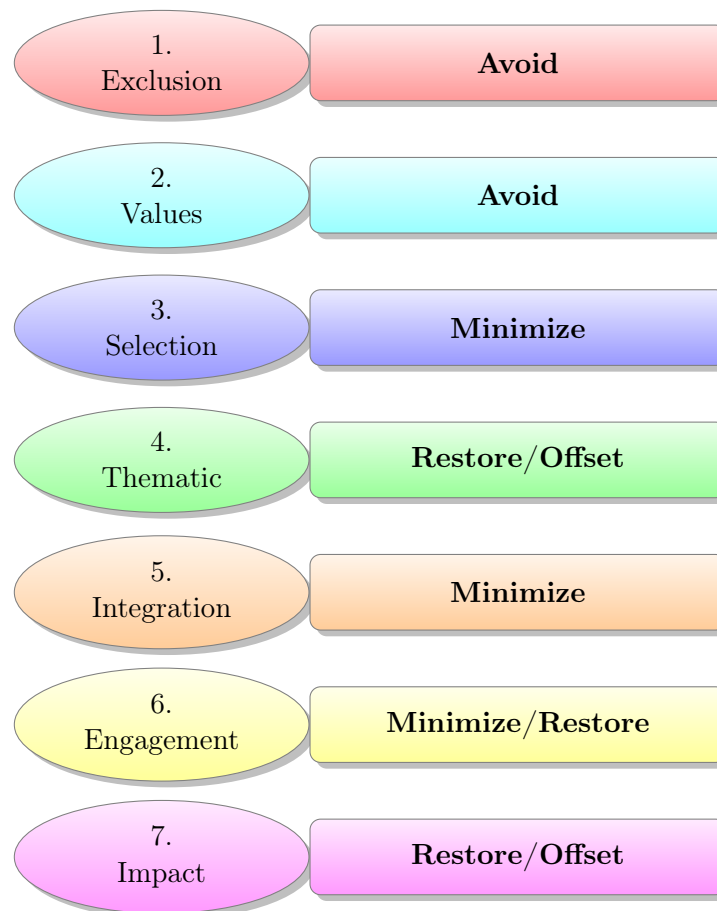 1.
Exclusion
Avoid
2.
Values
Avoid
3.
Selection
Minimize
4.
Thematic
Restore/Offset
5.
Integration
Minimize
6.
Engagement
Minimize/Restore
7.
Impact
Restore/Offset